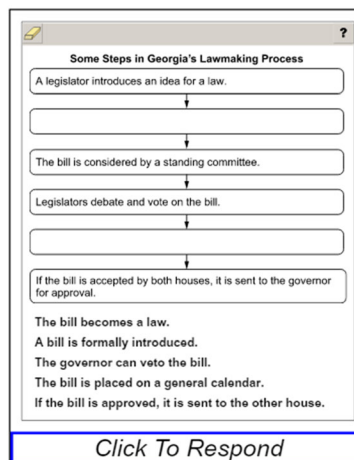 ?
Some Steps in Georgia's Lawmaking Process
A legislator introduces an idea for a law.
The bill is considered by a standing committee.
Legislators debate and vote on the bill.
If the bill is accepted by both houses, it is sent to the governor
for approval.
The bill becomes a law.
A bill is formally introduced.
The governor can veto the bill.
The bill is placed on a general calendar.
If the bill is approved, it is sent to the other house.
Click To Respond